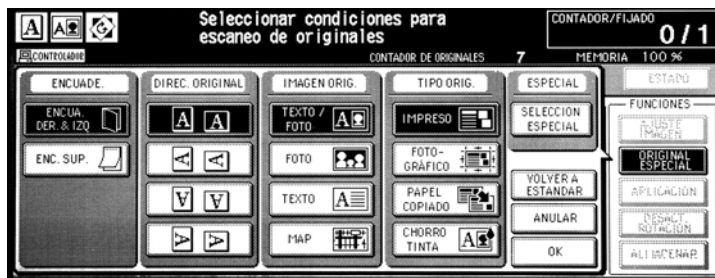 Seleccionar condiciones para
escaneo de originales
CONTADOR/FIJADO
0 / 1
CONTROLADOR
CONTADOR DE ORIGINALES 7 MEMORIA 100 %
ENCUADE.
DIREC. ORIGINAL
IMAGEN ORIG.
TIPO ORIG.
ESPECIAL
ESTADO
ENCUA.
DER. & IZQ
ENC. SUP.
A A
A A
A A
A A
TEXTO /
FOTO
FOTO
TEXTO
MAP
IMPRESO
FOTO-
GRÁFICO
PAPEL
COPIADO
CHORRO
TINTA
SELECCION
ESPECIAL
VOLVER A
ESTANDAR
ANULAR
OK
FUNCIONES
AJUSTE
IMAGEN
ORIGINAL
ESPECIAL
APLICACION
DESACT.
ROTACION
ALMACENAR